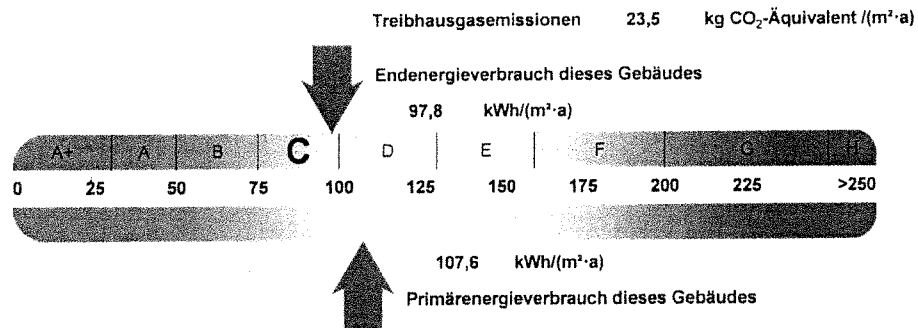 Treibhausgasemissionen 23,5 kg CO₂-Äquivalent /(m²·a)
Endenergieverbrauch dieses Gebäudes
97,8 kWh/(m²·a)
A+ A B C D E F G H
0 25 50 75 100 125 150 175 200 225 >250
107,6 kWh/(m²·a)
Primärenergieverbrauch dieses Gebäudes